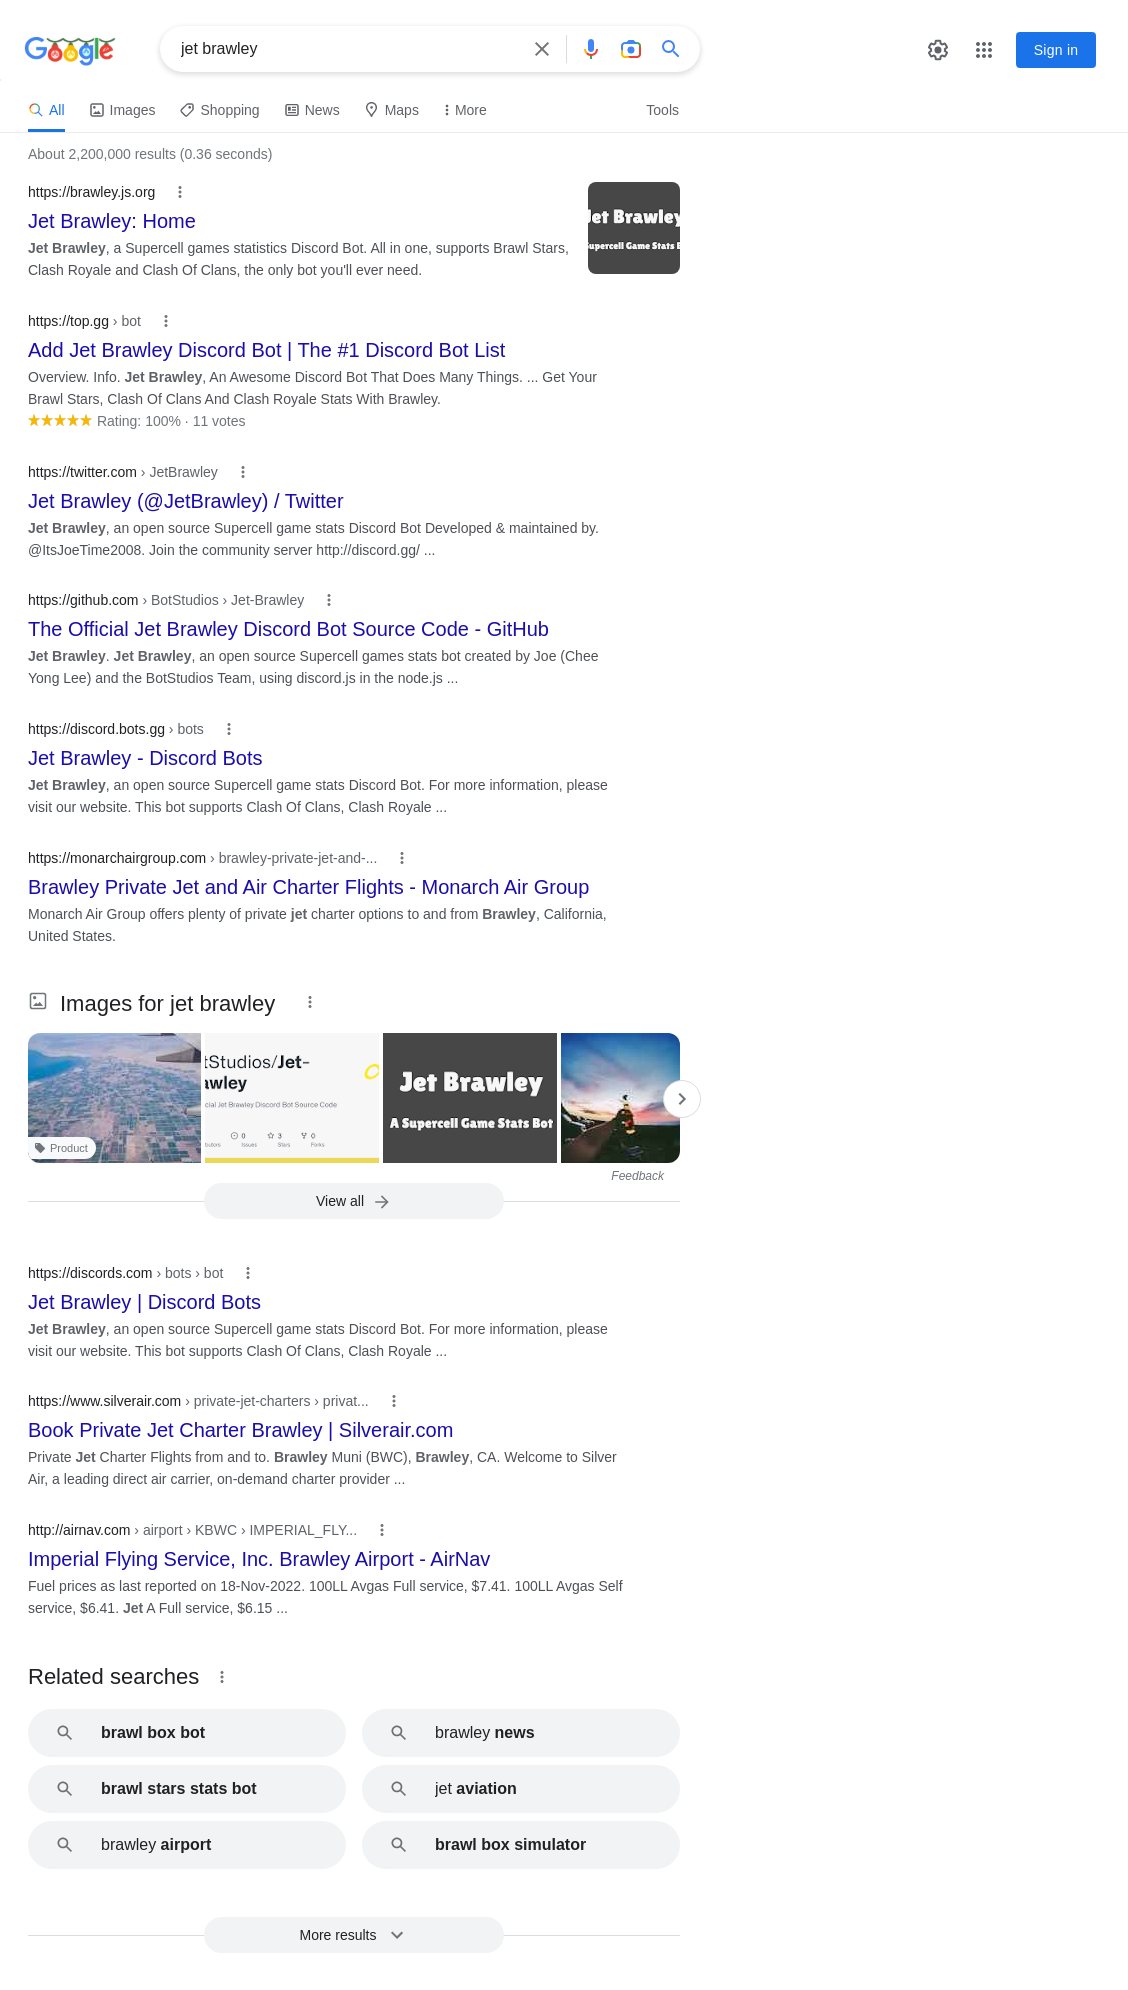 Google
jet brawley
Sign in
All
Images
Shopping
News
Maps
More
Tools
About 2,200,000 results (0.36 seconds)
https://brawley.js.org
Jet Brawley: Home
Jet Brawley, a Supercell games statistics Discord Bot. All in one, supports Brawl Stars,
Clash Royale and Clash Of Clans, the only bot you'll ever need.
Jet Brawley
Supercell Game Stats B
https://top.gg › bot
Add Jet Brawley Discord Bot | The #1 Discord Bot List
Overview. Info. Jet Brawley, An Awesome Discord Bot That Does Many Things. ... Get Your
Brawl Stars, Clash Of Clans And Clash Royale Stats With Brawley.
Rating: 100% · 11 votes
https://twitter.com › JetBrawley
Jet Brawley (@JetBrawley) / Twitter
Jet Brawley, an open source Supercell game stats Discord Bot Developed & maintained by.
@ItsJoeTime2008. Join the community server http://discord.gg/ ...
https://github.com › BotStudios › Jet-Brawley
The Official Jet Brawley Discord Bot Source Code - GitHub
Jet Brawley. Jet Brawley, an open source Supercell games stats bot created by Joe (Chee
Yong Lee) and the BotStudios Team, using discord.js in the node.js ...
https://discord.bots.gg › bots
Jet Brawley - Discord Bots
Jet Brawley, an open source Supercell game stats Discord Bot. For more information, please
visit our website. This bot supports Clash Of Clans, Clash Royale ...
https://monarchairgroup.com › brawley-private-jet-and-...
Brawley Private Jet and Air Charter Flights - Monarch Air Group
Monarch Air Group offers plenty of private jet charter options to and from Brawley, California,
United States.
Images for jet brawley
Product
tStudios/Jet-
awley
cial Jet Brawley Discord Bot Source Code
0
3
0
butors
Issues
Stars
Forks
Jet Brawley
A Supercell Game Stats Bot
Feedback
View all
https://discords.com › bots › bot
Jet Brawley | Discord Bots
Jet Brawley, an open source Supercell game stats Discord Bot. For more information, please
visit our website. This bot supports Clash Of Clans, Clash Royale ...
https://www.silverair.com › private-jet-charters › privat...
Book Private Jet Charter Brawley | Silverair.com
Private Jet Charter Flights from and to. Brawley Muni (BWC), Brawley, CA. Welcome to Silver
Air, a leading direct air carrier, on-demand charter provider ...
http://airnav.com › airport › KBWC › IMPERIAL_FLY...
Imperial Flying Service, Inc. Brawley Airport - AirNav
Fuel prices as last reported on 18-Nov-2022. 100LL Avgas Full service, $7.41. 100LL Avgas Self
service, $6.41. Jet A Full service, $6.15 ...
Related searches
brawl box bot
brawley news
brawl stars stats bot
jet aviation
brawley airport
brawl box simulator
More results